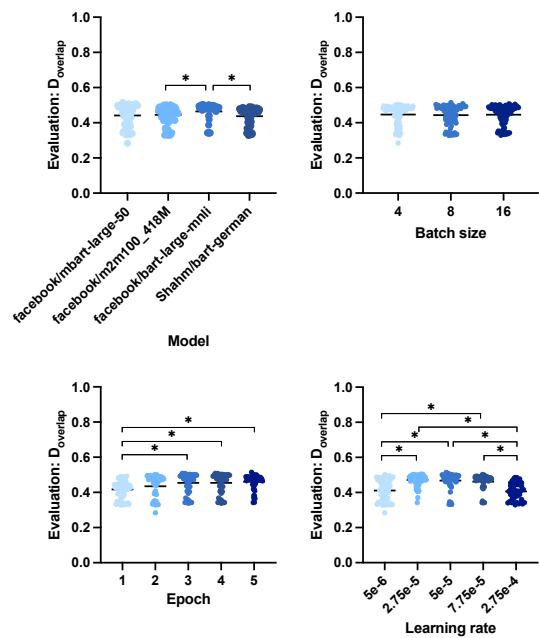 Evaluation: D_overlap
1.0
0.8
0.6
0.4
0.2
0.0
* *
facebook/mbart-large-50
facebook/m2m100_418M
facebook/bart-large-mnli
Shahm/bart-german
Model
Evaluation: D_overlap
1.0
0.8
0.6
0.4
0.2
0.0
4 8 16
Batch size
Evaluation: D_overlap
1.0
0.8
0.6
0.4
0.2
0.0
*
*
*
1 2 3 4 5
Epoch
Evaluation: D_overlap
1.0
0.8
0.6
0.4
0.2
0.0
*
*
* *
* *
5e-6
2.75e-5
5e-5
7.75e-5
2.75e-4
Learning rate